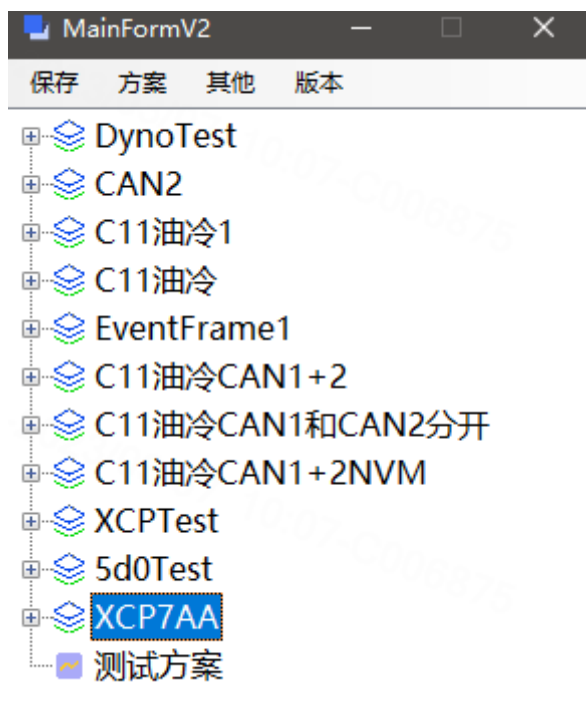 MainFormV2
保存 方案 其他 版本
DynoTest
CAN2
C11油冷1
C11油冷
EventFrame1
C11油冷CAN1+2
C11油冷CAN1和CAN2分开
C11油冷CAN1+2NVM
XCPTest
5d0Test
XCP7AA
测试方案